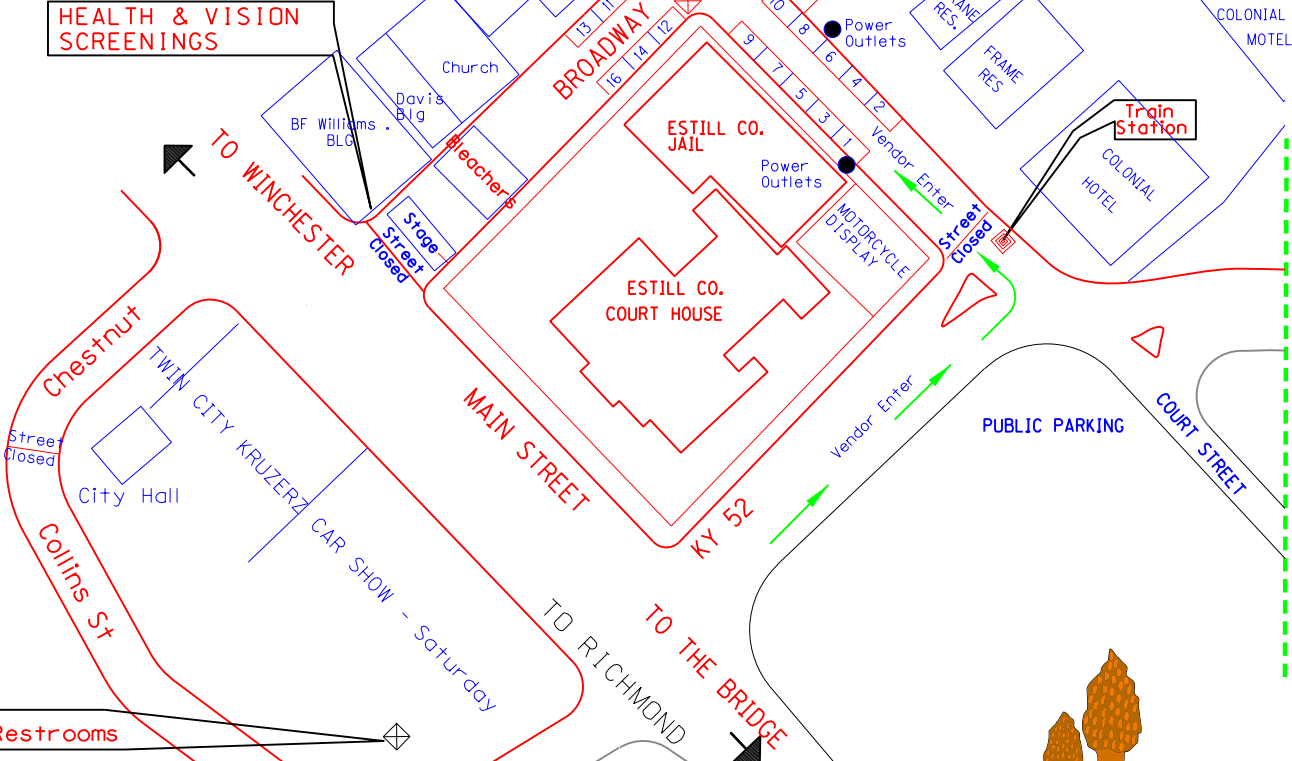 HEALTH & VISION
SCREENINGS
BROADWAY
13
11
12
14
16
10
8
6
4
2
9
7
5
3
1
Power
Outlets
RES.
FRAME
RES
COLONIAL
MOTEL
Church
Davis
Blg
BF Williams .
BLG
Bleachers
ESTILL CO.
JAIL
Power
Outlets
Vendor Enter
Train
Station
COLONIAL
HOTEL
TO WINCHESTER
Stage
Street
Closed
MOTORCYCLE
DISPLAY
Street
Closed
ESTILL CO.
COURT HOUSE
Chestnut
TWIN CITY KRUZERZ CAR SHOW - Saturday
MAIN STREET
Vendor Enter
PUBLIC PARKING
COURT STREET
Street
Closed
City Hall
KY 52
Collins St
TO RICHMOND
TO THE BRIDGE
Restrooms